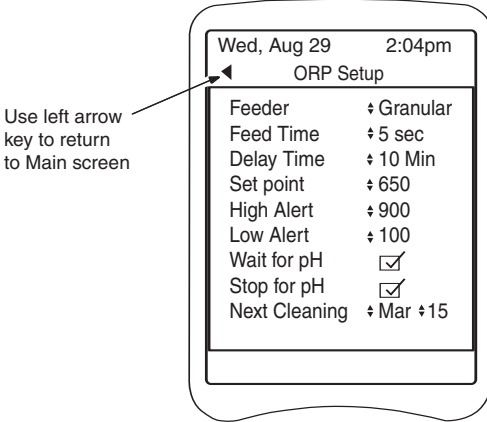 Wed, Aug 29 2:04pm
ORP Setup
Use left arrow
key to return
to Main screen
Feeder Granular
Feed Time 5 sec
Delay Time 10 Min
Set point 650
High Alert 900
Low Alert 100
Wait for pH
Stop for pH
Next Cleaning Mar 15